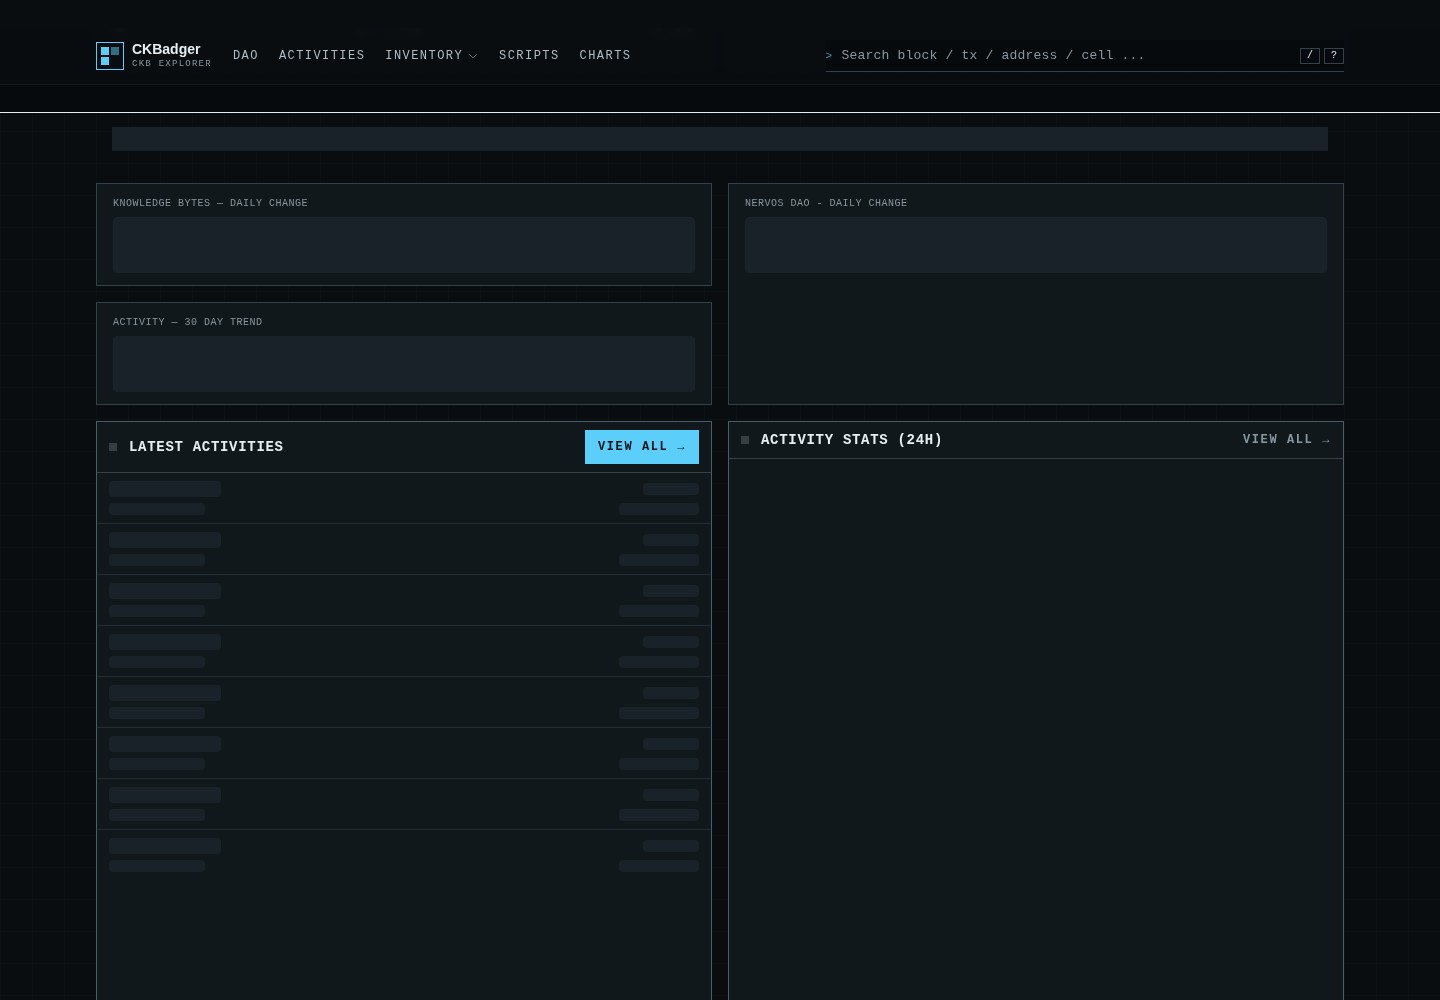 CKBadger
CKB EXPLORER
DAO ACTIVITIES INVENTORY SCRIPTS CHARTS
> Search block / tx / address / cell ... / ?
KNOWLEDGE BYTES — DAILY CHANGE
NERVOS DAO - DAILY CHANGE
ACTIVITY — 30 DAY TREND
LATEST ACTIVITIES
VIEW ALL →
ACTIVITY STATS (24H)
VIEW ALL →